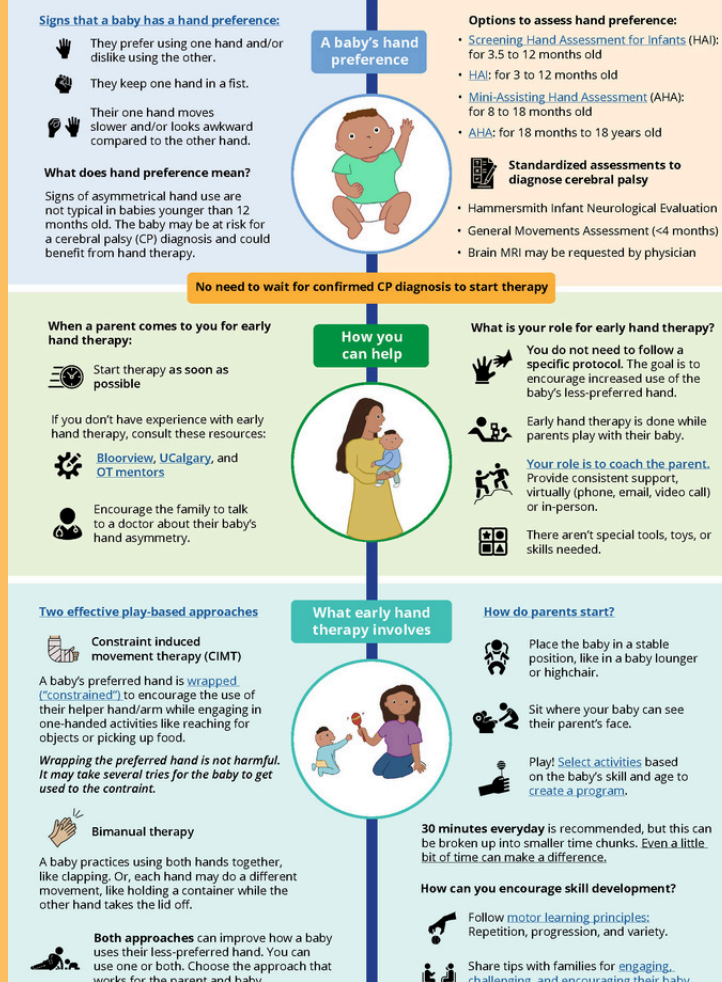 Signs that a baby has a hand preference:
They prefer using one hand and/or
dislike using the other.
They keep one hand in a fist.
Their one hand moves
slower and/or looks awkward
compared to the other hand.
What does hand preference mean?
Signs of asymmetrical hand use are
not typical in babies younger than 12
months old. The baby may be at risk for
a cerebral palsy (CP) diagnosis and could
benefit from hand therapy.
A baby's hand
preference
Options to assess hand preference:
• Screening Hand Assessment for Infants (HAI):
for 3.5 to 12 months old
• HAI: for 3 to 12 months old
• Mini-Assisting Hand Assessment (AHA):
for 8 to 18 months old
• AHA: for 18 months to 18 years old
Standardized assessments to
diagnose cerebral palsy
• Hammersmith Infant Neurological Evaluation
• General Movements Assessment (<4 months)
• Brain MRI may be requested by physician
No need to wait for confirmed CP diagnosis to start therapy
When a parent comes to you for early
hand therapy:
Start therapy as soon as
possible
If you don't have experience with early
hand therapy, consult these resources:
Bloorview, UCalgary, and
OT mentors
Encourage the family to talk
to a doctor about their baby's
hand asymmetry.
How you
can help
What is your role for early hand therapy?
You do not need to follow a
specific protocol. The goal is to
encourage increased use of the
baby's less-preferred hand.
Early hand therapy is done while
parents play with their baby.
Your role is to coach the parent.
Provide consistent support,
virtually (phone, email, video call)
or in-person.
There aren't special tools, toys, or
skills needed.
Two effective play-based approaches
Constraint induced
movement therapy (CIMT)
A baby's preferred hand is wrapped
("constrained") to encourage the use of
their helper hand/arm while engaging in
one-handed activities like reaching for
objects or picking up food.
Wrapping the preferred hand is not harmful.
It may take several tries for the baby to get
used to the contraint.
Bimanual therapy
A baby practices using both hands together,
like clapping. Or, each hand may do a different
movement, like holding a container while the
other hand takes the lid off.
Both approaches can improve how a baby
uses their less-preferred hand. You can
use one or both. Choose the approach that
works for the parent and baby.
What early hand
therapy involves
How do parents start?
Place the baby in a stable
position, like in a baby lounger
or highchair.
Sit where your baby can see
their parent's face.
Play! Select activities based
on the baby's skill and age to
create a program.
30 minutes everyday is recommended, but this can
be broken up into smaller time chunks. Even a little
bit of time can make a difference.
How can you encourage skill development?
Follow motor learning principles:
Repetition, progression, and variety.
Share tips with families for engaging,
challenging, and encouraging their baby